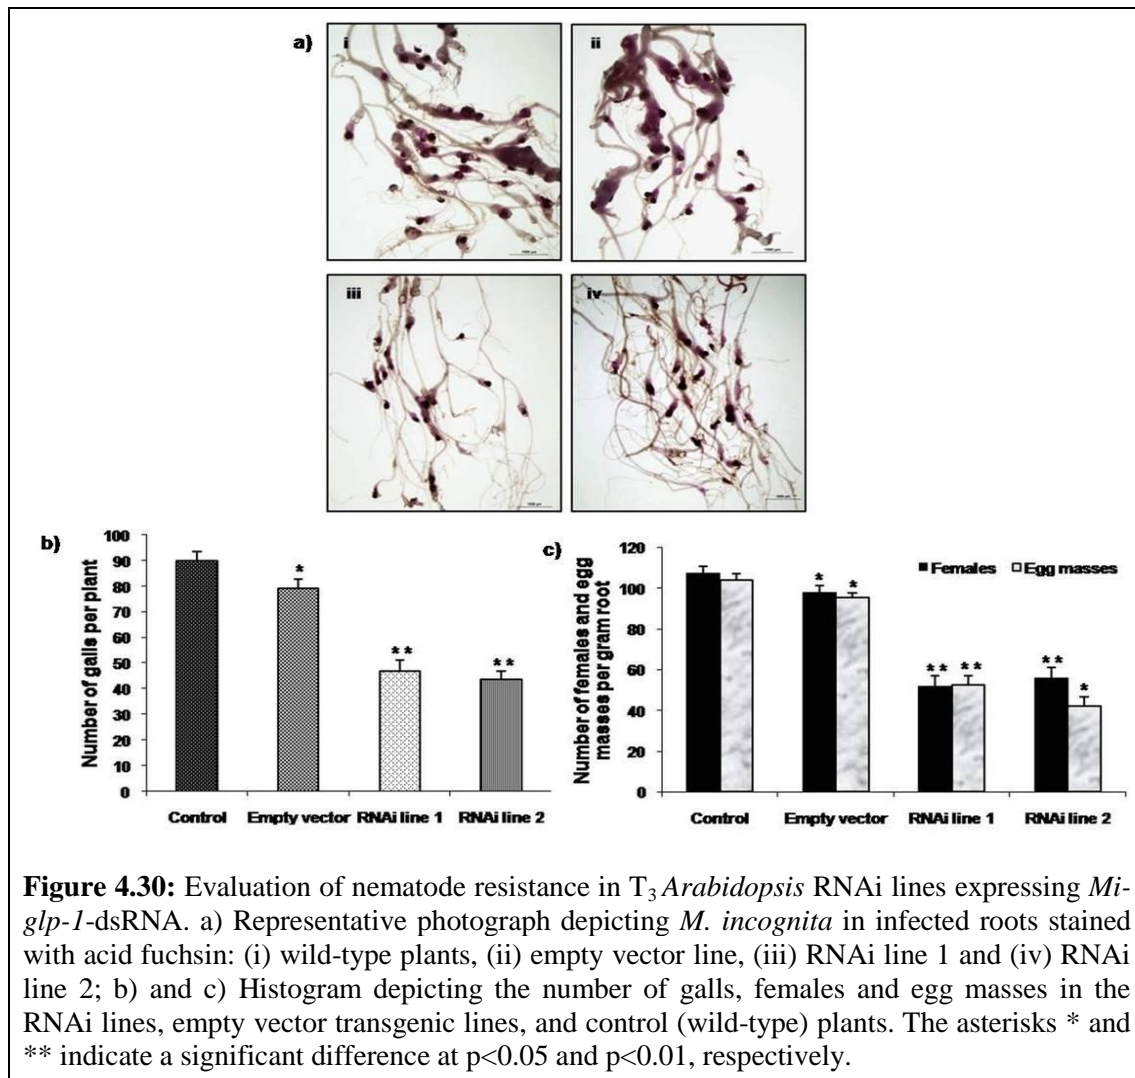 a)
i
ii
iii
iv
b)
Number of galls per plant
100
90
80
70
60
50
40
30
20
10
0
*
**
**
Control Empty vector RNAi line 1 RNAi line 2
c)
Number of females and egg
masses per gram root
120
100
80
60
40
20
0
Females Egg masses
* *
** **
** *
Control Empty vector RNAi line 1 RNAi line 2
Figure 4.30: Evaluation of nematode resistance in T3 Arabidopsis RNAi lines expressing Mi-
glp-1-dsRNA. a) Representative photograph depicting M. incognita in infected roots stained
with acid fuchsin: (i) wild-type plants, (ii) empty vector line, (iii) RNAi line 1 and (iv) RNAi
line 2; b) and c) Histogram depicting the number of galls, females and egg masses in the
RNAi lines, empty vector transgenic lines, and control (wild-type) plants. The asterisks * and
** indicate a significant difference at p<0.05 and p<0.01, respectively.